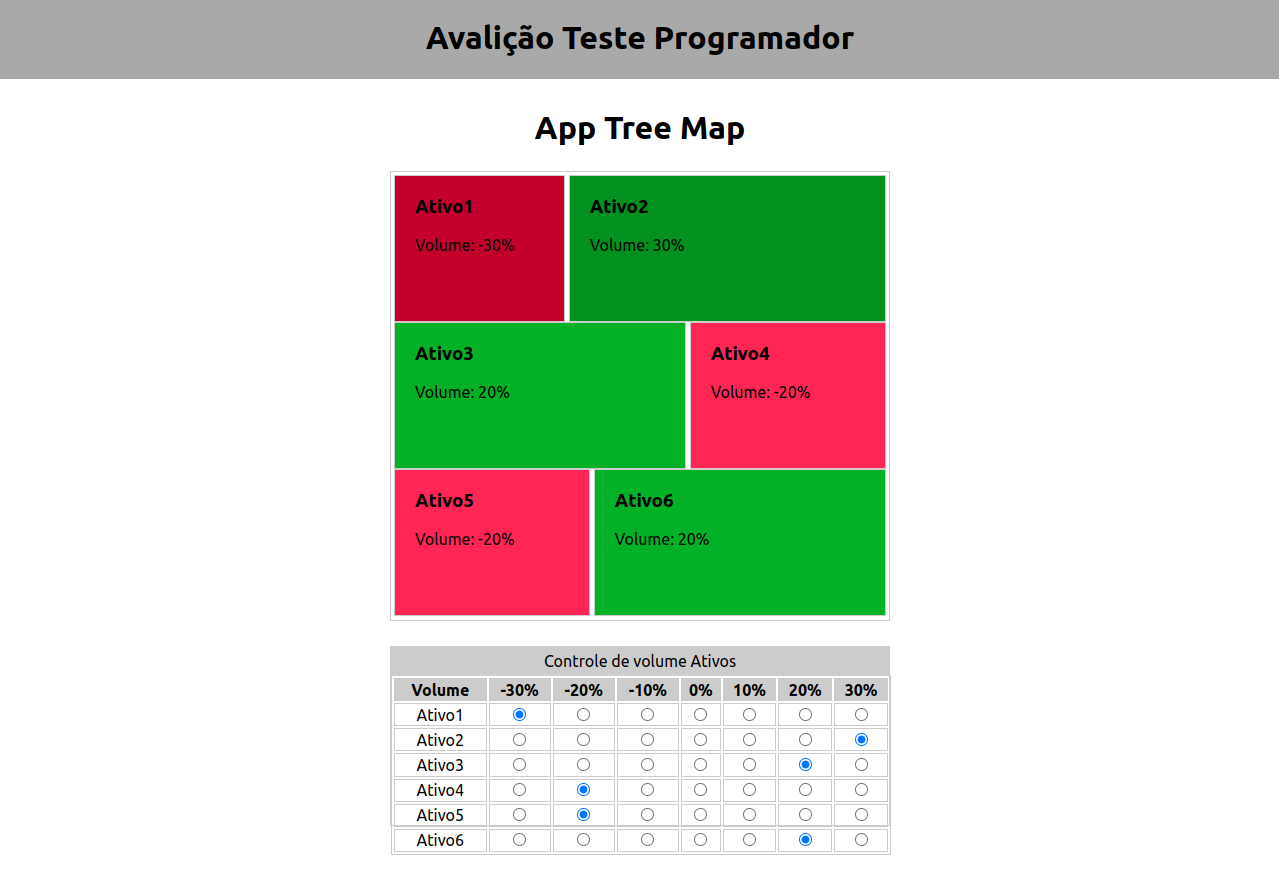 Avalição Teste Programador
App Tree Map
Ativo1
Volume: -30%
Ativo2
Volume: 30%
Ativo3
Volume: 20%
Ativo4
Volume: -20%
Ativo5
Volume: -20%
Ativo6
Volume: 20%
Controle de volume Ativos
Volume -30% -20% -10% 0% 10% 20% 30%
Ativo1
Ativo2
Ativo3
Ativo4
Ativo5
Ativo6